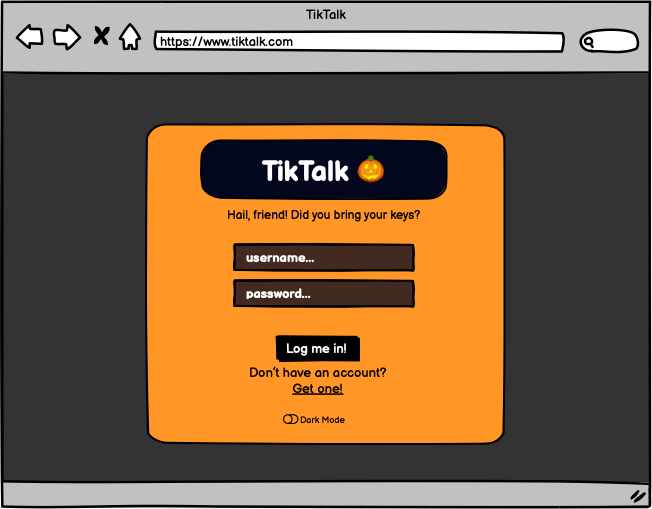 TikTalk
https://www.tiktalk.com
TikTalk 🎃
Hail, friend! Did you bring your keys?
username...
password...
Log me in!
Don't have an account?
Get one!
Dark Mode